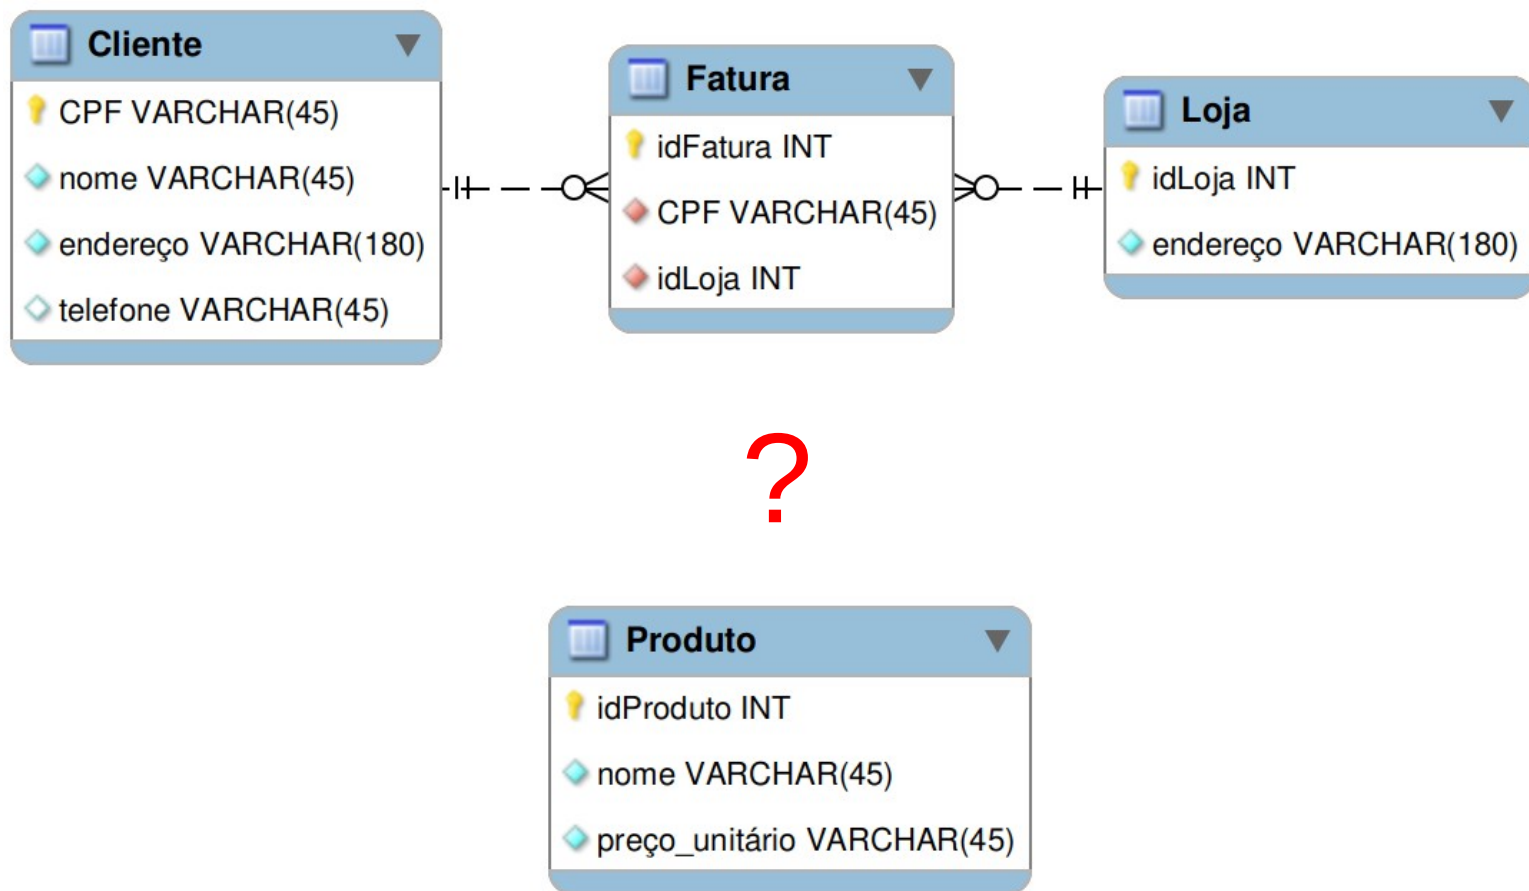 Cliente
CPF VARCHAR(45)
nome VARCHAR(45)
endereço VARCHAR(180)
telefone VARCHAR(45)
Fatura
idFatura INT
CPF VARCHAR(45)
idLoja INT
Loja
idLoja INT
endereço VARCHAR(180)
?
Produto
idProduto INT
nome VARCHAR(45)
preço_unitário VARCHAR(45)